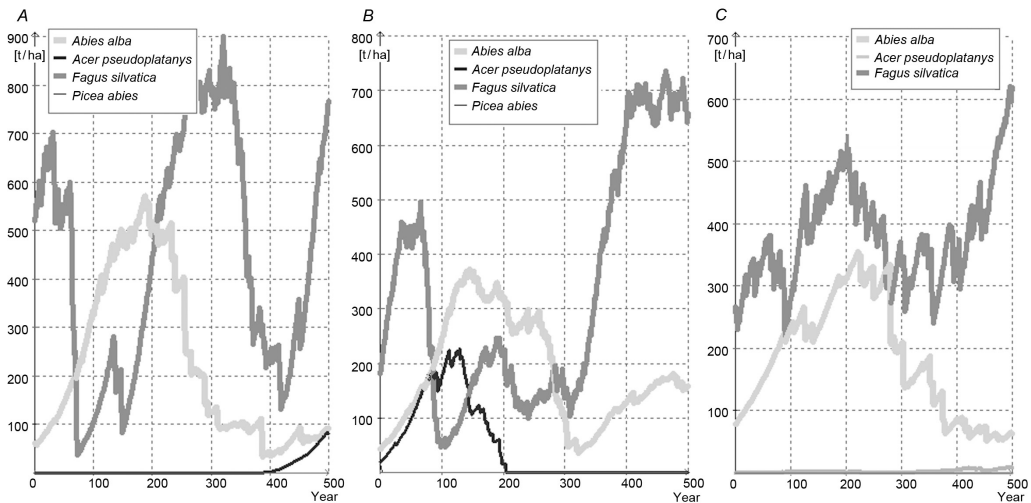 A
900
[t/ha]
800
700
600
500
400
300
200
100
0
100
200
300
400
500
Year
Abies alba
Acer pseudoplatanys
Fagus silvatica
Picea abies
B
800
[t/ha]
700
600
500
400
300
200
100
0
100
200
300
400
500
Year
Abies alba
Acer pseudoplatanys
Fagus silvatica
Picea abies
C
700
[t/ha]
600
500
400
300
200
100
0
100
200
300
400
500
Year
Abies alba
Acer pseudoplatanys
Fagus silvatica